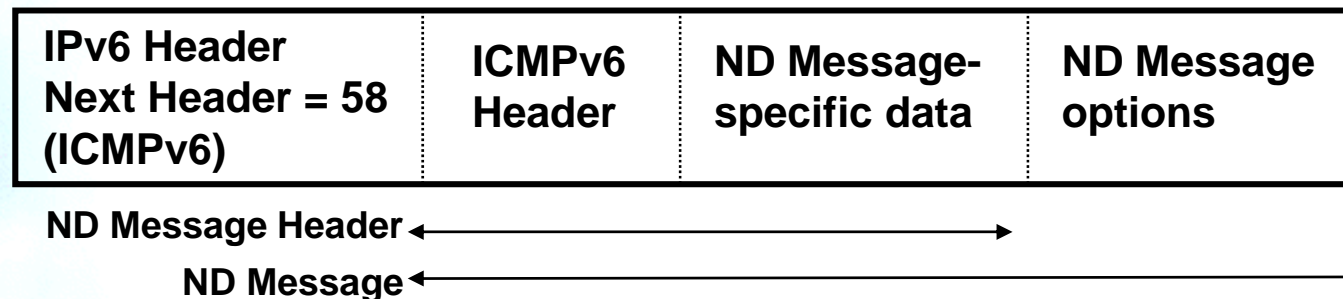 IPv6 Header
Next Header = 58
(ICMPv6)
ICMPv6
Header
ND Message-
specific data
ND Message
options
ND Message Header
ND Message